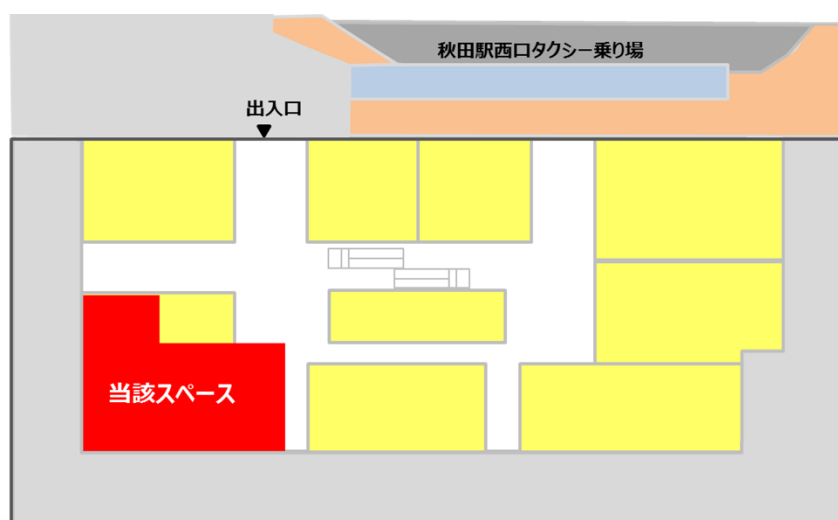 秋田駅西口タクシー乗り場
出入口
当該スペース